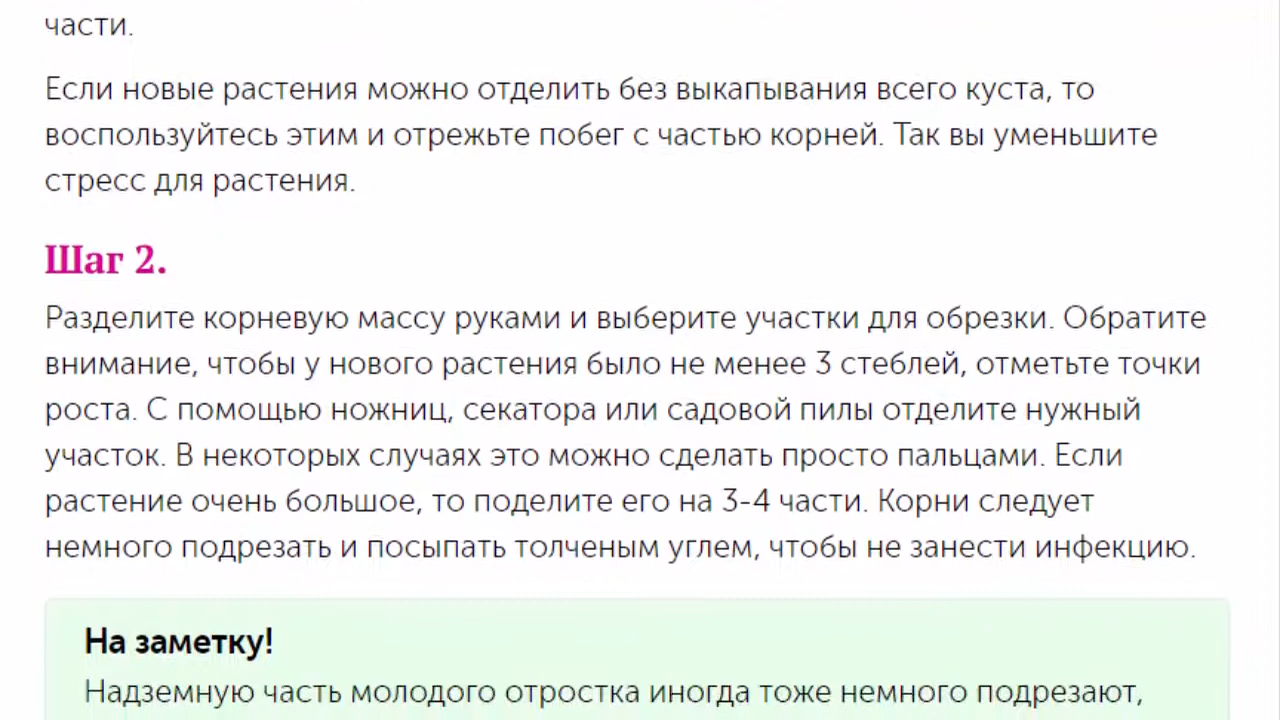 части.
Если новые растения можно отделить без выкапывания всего куста, то
воспользуйтесь этим и отрежьте побег с частью корней. Так вы уменьшите
стресс для растения.
Шаг 2.
Разделите корневую массу руками и выберите участки для обрезки. Обратите
внимание, чтобы у нового растения было не менее 3 стеблей, отметьте точки
роста. С помощью ножниц, секатора или садовой пилы отделите нужный
участок. В некоторых случаях это можно сделать просто пальцами. Если
растение очень большое, то поделите его на 3-4 части. Корни следует
немного подрезать и посыпать толченым углем, чтобы не занести инфекцию.
На заметку!
Надземную часть молодого отростка иногда тоже немного подрезают,